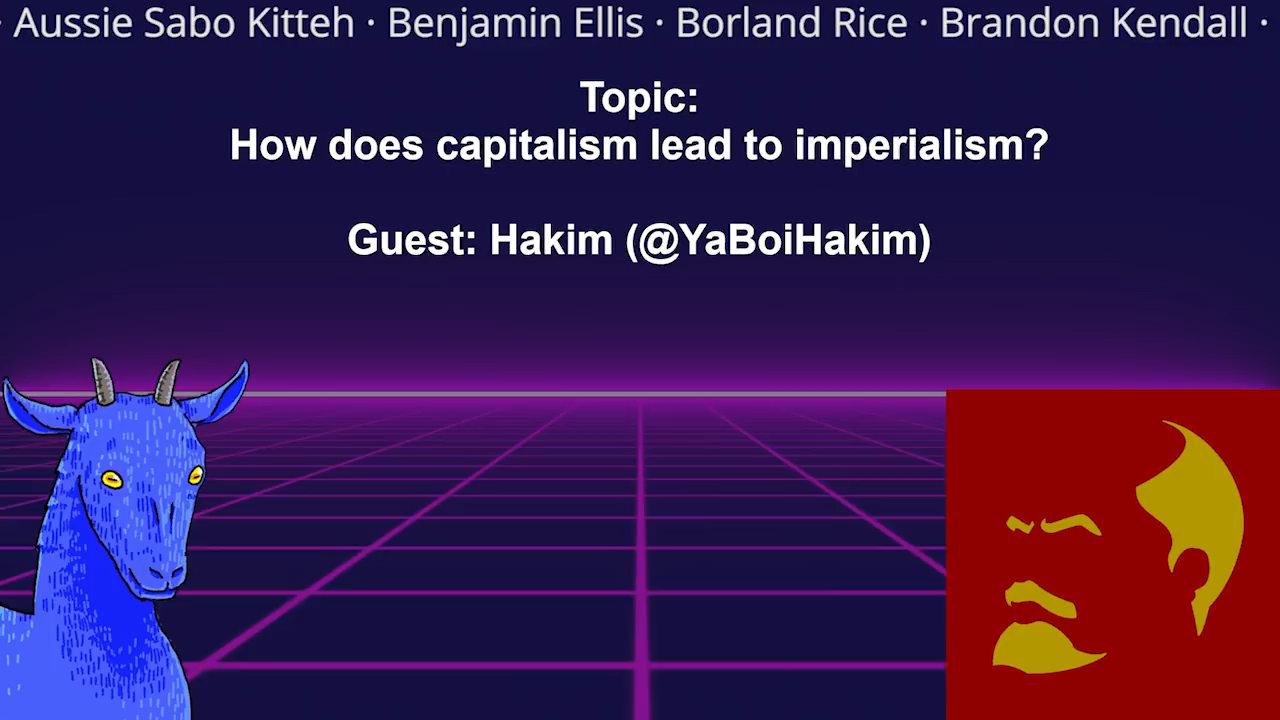 · Aussie Sabo Kitteh · Benjamin Ellis · Borland Rice · Brandon Kendall ·
Topic:
How does capitalism lead to imperialism?
Guest: Hakim (@YaBoiHakim)